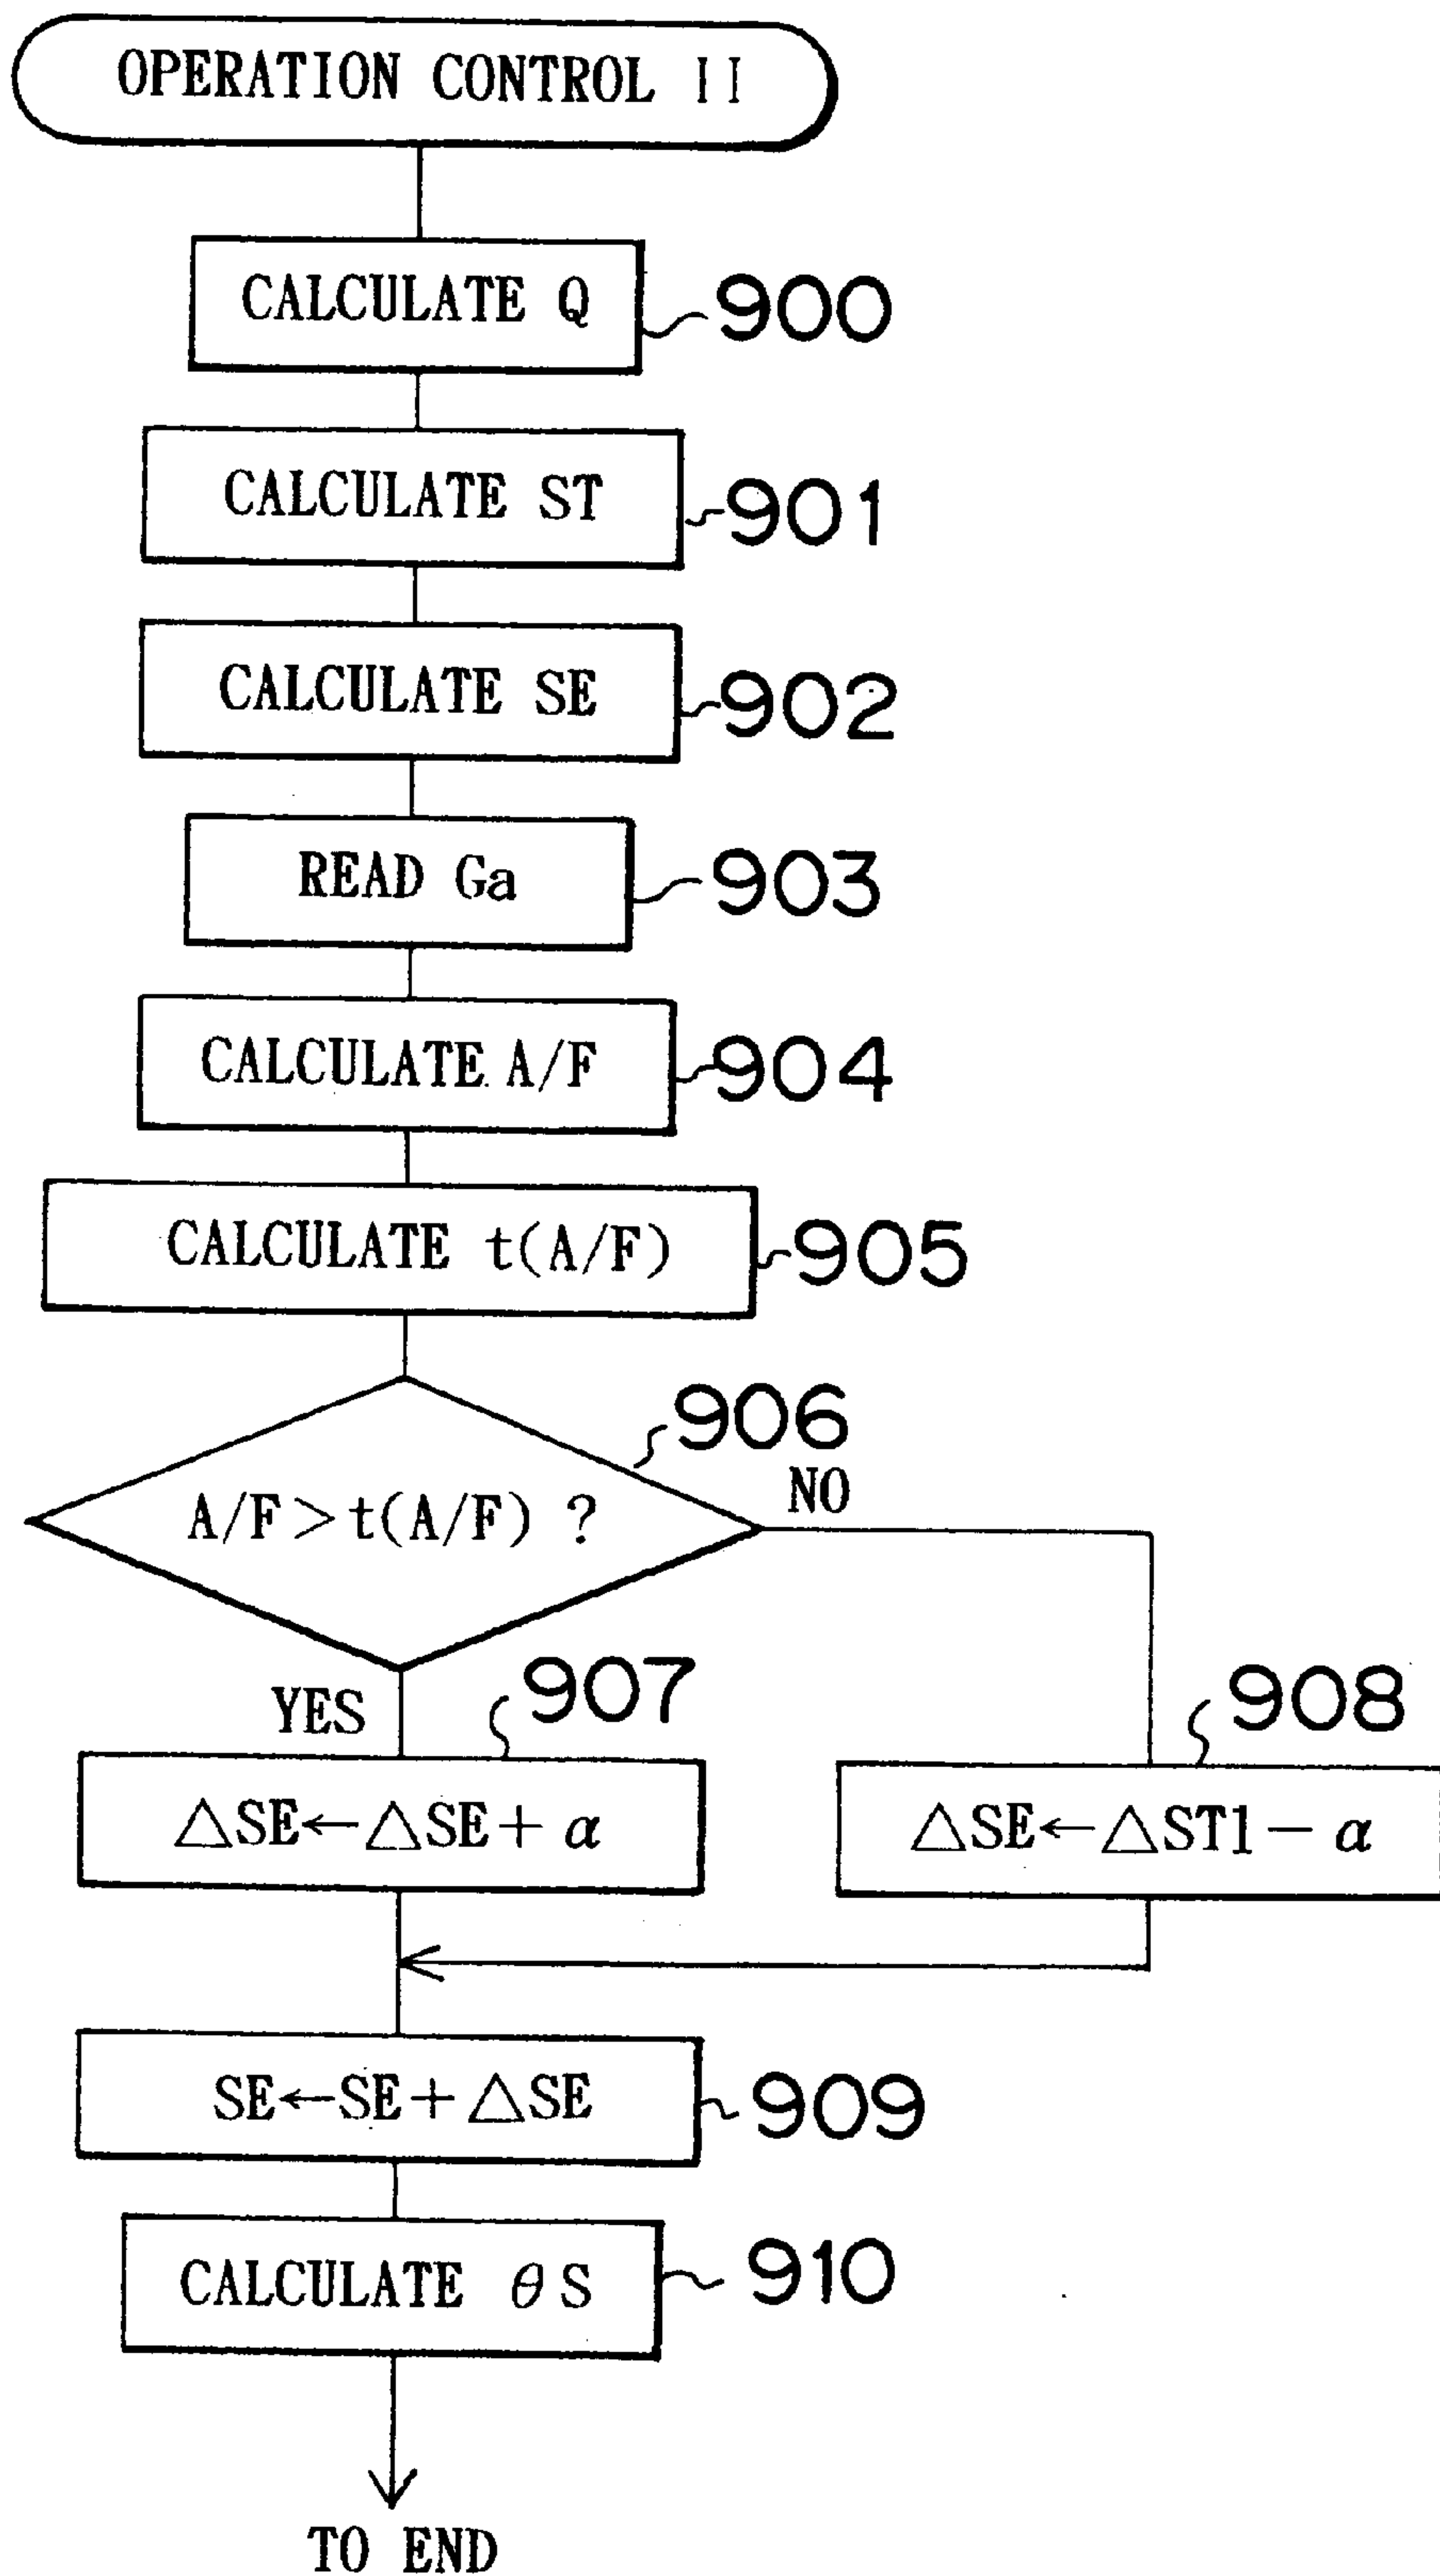 OPERATION CONTROL II
CALCULATE Q
900
CALCULATE ST
901
CALCULATE SE
902
READ Ga
903
CALCULATE A/F
904
CALCULATE t(A/F)
905
906
A/F>t(A/F) ?
NO
YES
907
△SE←△SE+α
908
△SE←△ST1-α
SE←SE+△SE
909
CALCULATE θS
910
TO END